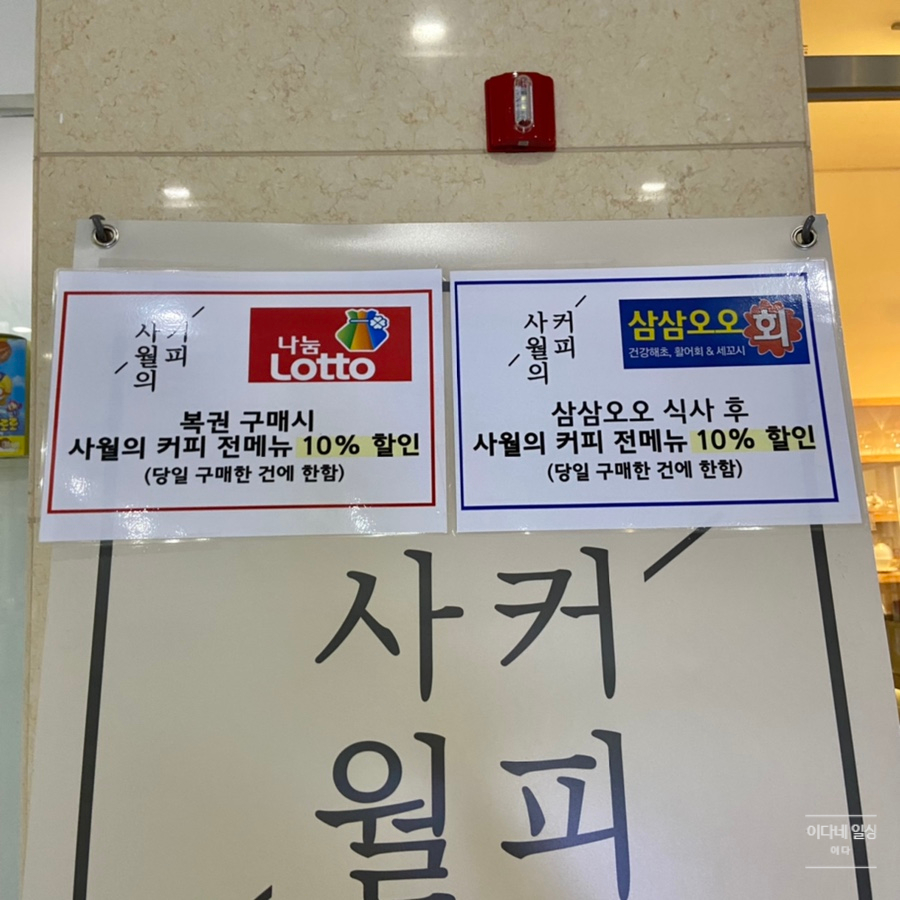 사 커
월 피
의
나눔
Lotto
복권 구매시
사월의 커피 전메뉴 10% 할인
(당일 구매한 건에 한함)
사 커
월 피
의
삼삼오오 회
건강해초, 활어회 & 세꼬시
삼삼오오 식사 후
사월의 커피 전메뉴 10% 할인
(당일 구매한 건에 한함)
사 커
월 피
이다네 일상
이다